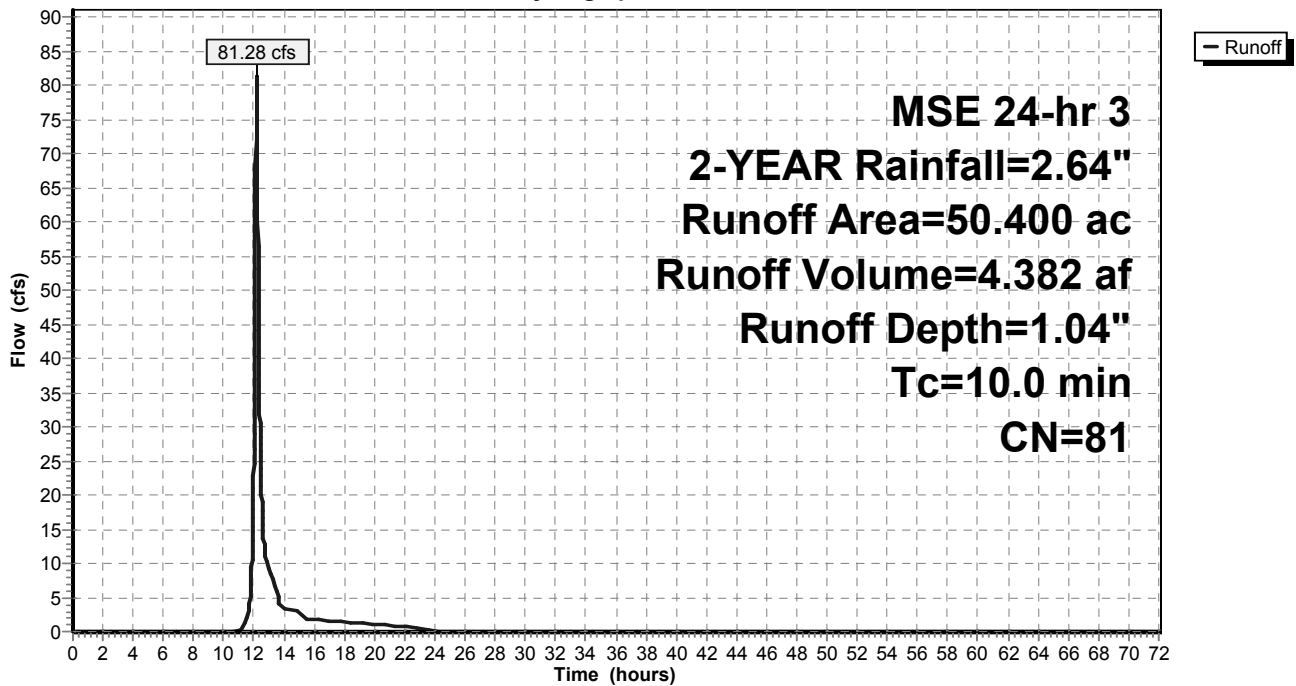 81.28 cfs
Runoff
MSE 24-hr 3
2-YEAR Rainfall=2.64"
Runoff Area=50.400 ac
Runoff Volume=4.382 af
Runoff Depth=1.04"
Tc=10.0 min
CN=81
Flow (cfs)
90
85
80
75
70
65
60
55
50
45
40
35
30
25
20
15
10
5
0
0 2 4 6 8 10 12 14 16 18 20 22 24 26 28 30 32 34 36 38 40 42 44 46 48 50 52 54 56 58 60 62 64 66 68 70 72
Time (hours)